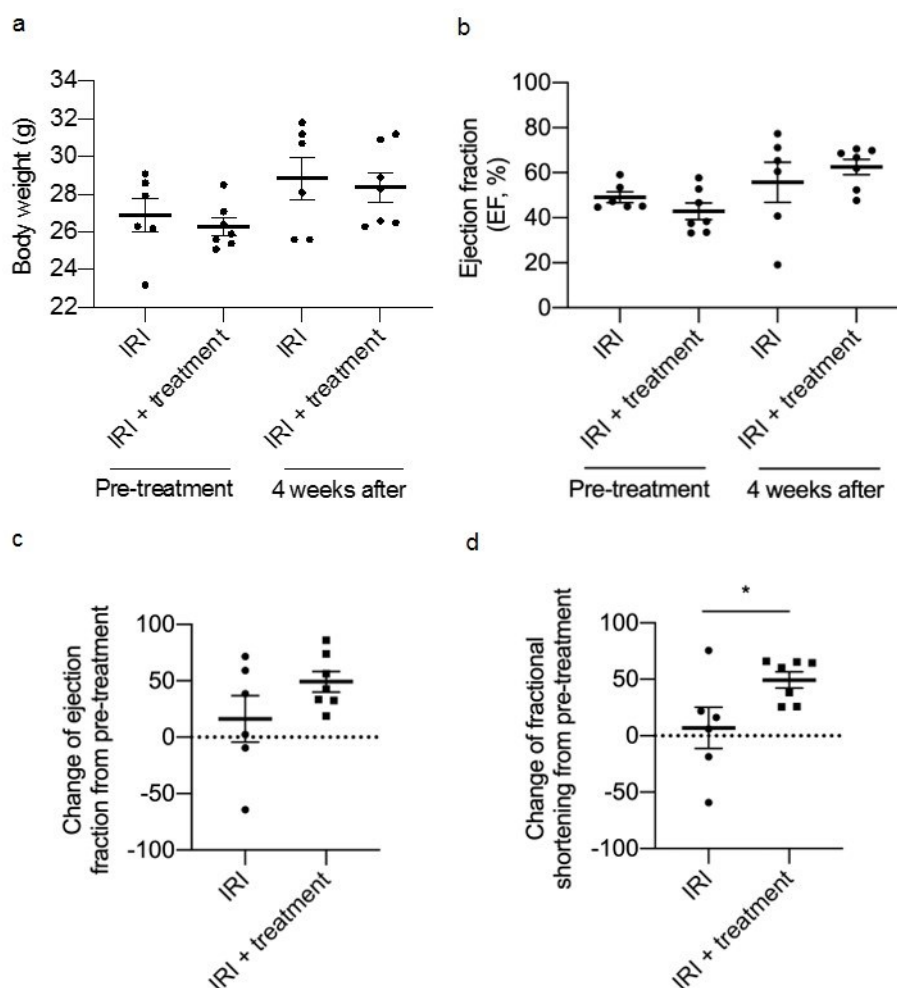 a
Body weight (g)
34
32
30
28
26
24
22
IRI
IRI + treatment
IRI
IRI + treatment
Pre-treatment
4 weeks after
b
Ejection fraction
(EF, %)
100
80
60
40
20
0
IRI
IRI + treatment
IRI
IRI + treatment
Pre-treatment
4 weeks after
c
Change of ejection
fraction from pre-treatment
100
50
0
-50
-100
IRI
IRI + treatment
d
Change of fractional
shortening from pre-treatment
*
100
50
0
-50
-100
IRI
IRI + treatment